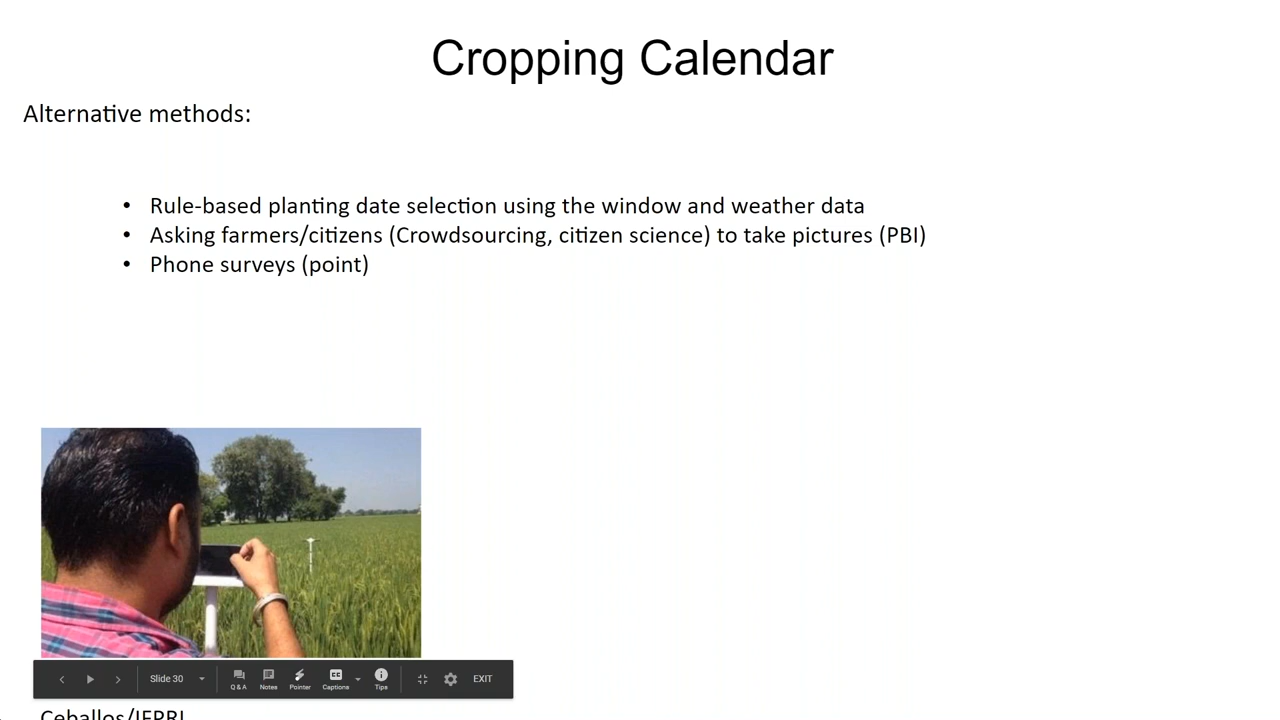 Cropping Calendar
Alternative methods:
• Rule-based planting date selection using the window and weather data
• Asking farmers/citizens (Crowdsourcing, citizen science) to take pictures (PBI)
• Phone surveys (point)
Slide 30
Q & A
Notes
Pointer
CC
Captions
Tips
EXIT
Ceballos/IFPRI